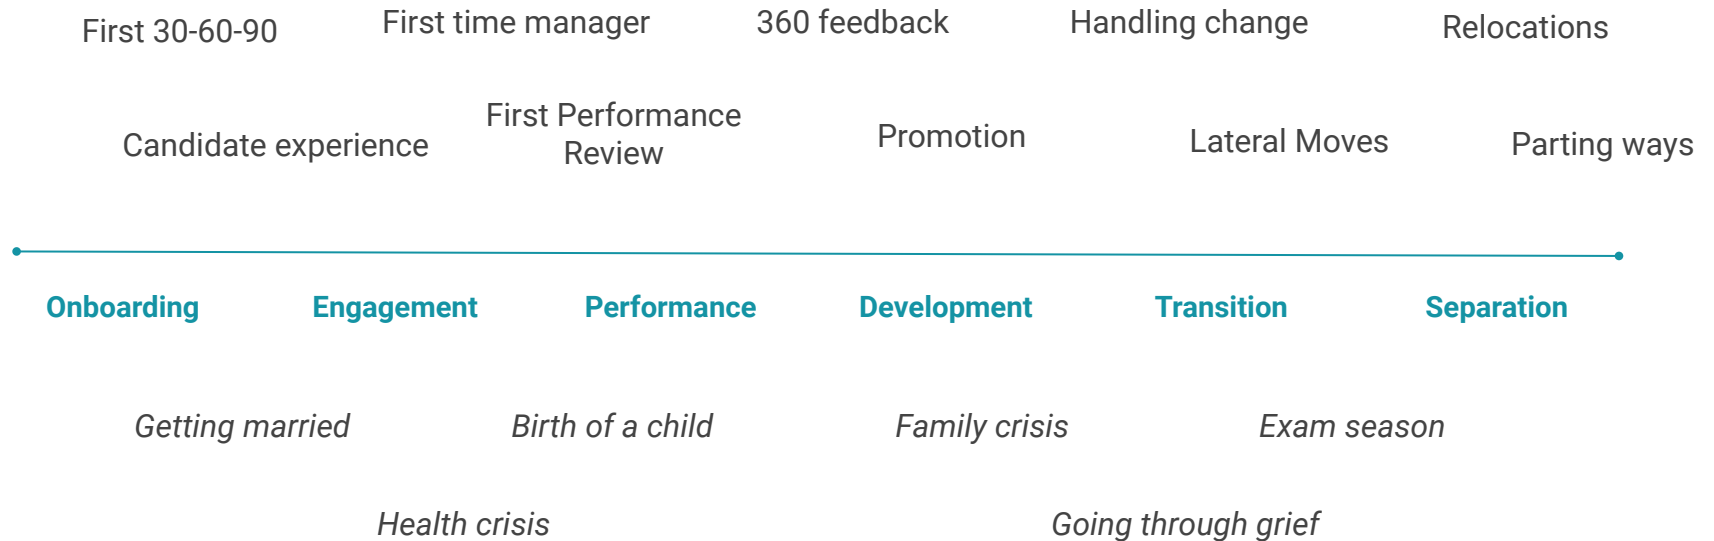 First 30-60-90
First time manager
360 feedback
Handling change
Relocations
Candidate experience
First Performance
Review
Promotion
Lateral Moves
Parting ways
Onboarding
Engagement
Performance
Development
Transition
Separation
Getting married
Birth of a child
Family crisis
Exam season
Health crisis
Going through grief